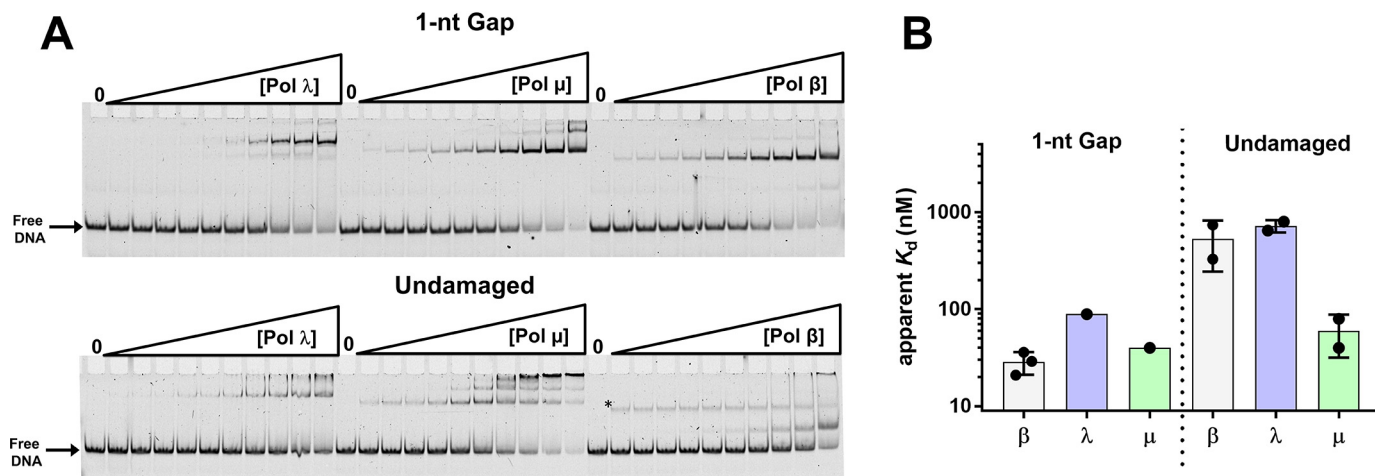 A
1-nt Gap
0
[Pol λ]
0
[Pol μ]
0
[Pol β]
Free
DNA
Undamaged
0
[Pol λ]
0
[Pol μ]
0
[Pol β]
*
Free
DNA
B
1-nt Gap
Undamaged
apparent Kd (nM)
1000
100
10
β
λ
μ
β
λ
μ